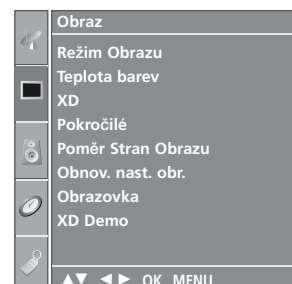 Obraz
Režim Obrazu
Teplota barev
XD
Pokročilé
Poměr Stran Obrazu
Obnov. nast. obr.
Obrazovka
XD Demo
▲▼ ◄► OK MENU